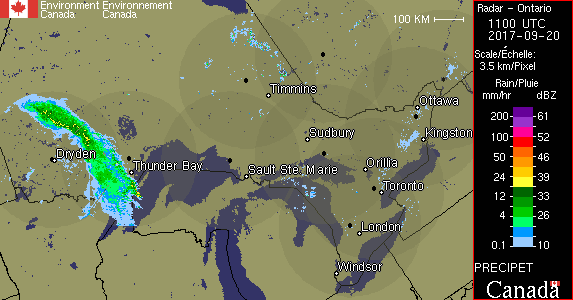 Environment Environnement
Canada Canada
100 KM
Timmins
Ottawa
Sudbury
Kingston
Dryden
Thunder Bay
Sault Ste. Marie
Orillia
Toronto
London
Windsor
Radar - Ontario
1100 UTC
2017-09-20
Scale/Échelle:
3.5 km/Pixel
Rain/Pluie
mm/hr dBZ
200 61
100 52
50 46
24 39
12 33
4 26
0.1 10
PRECIPET
Canada